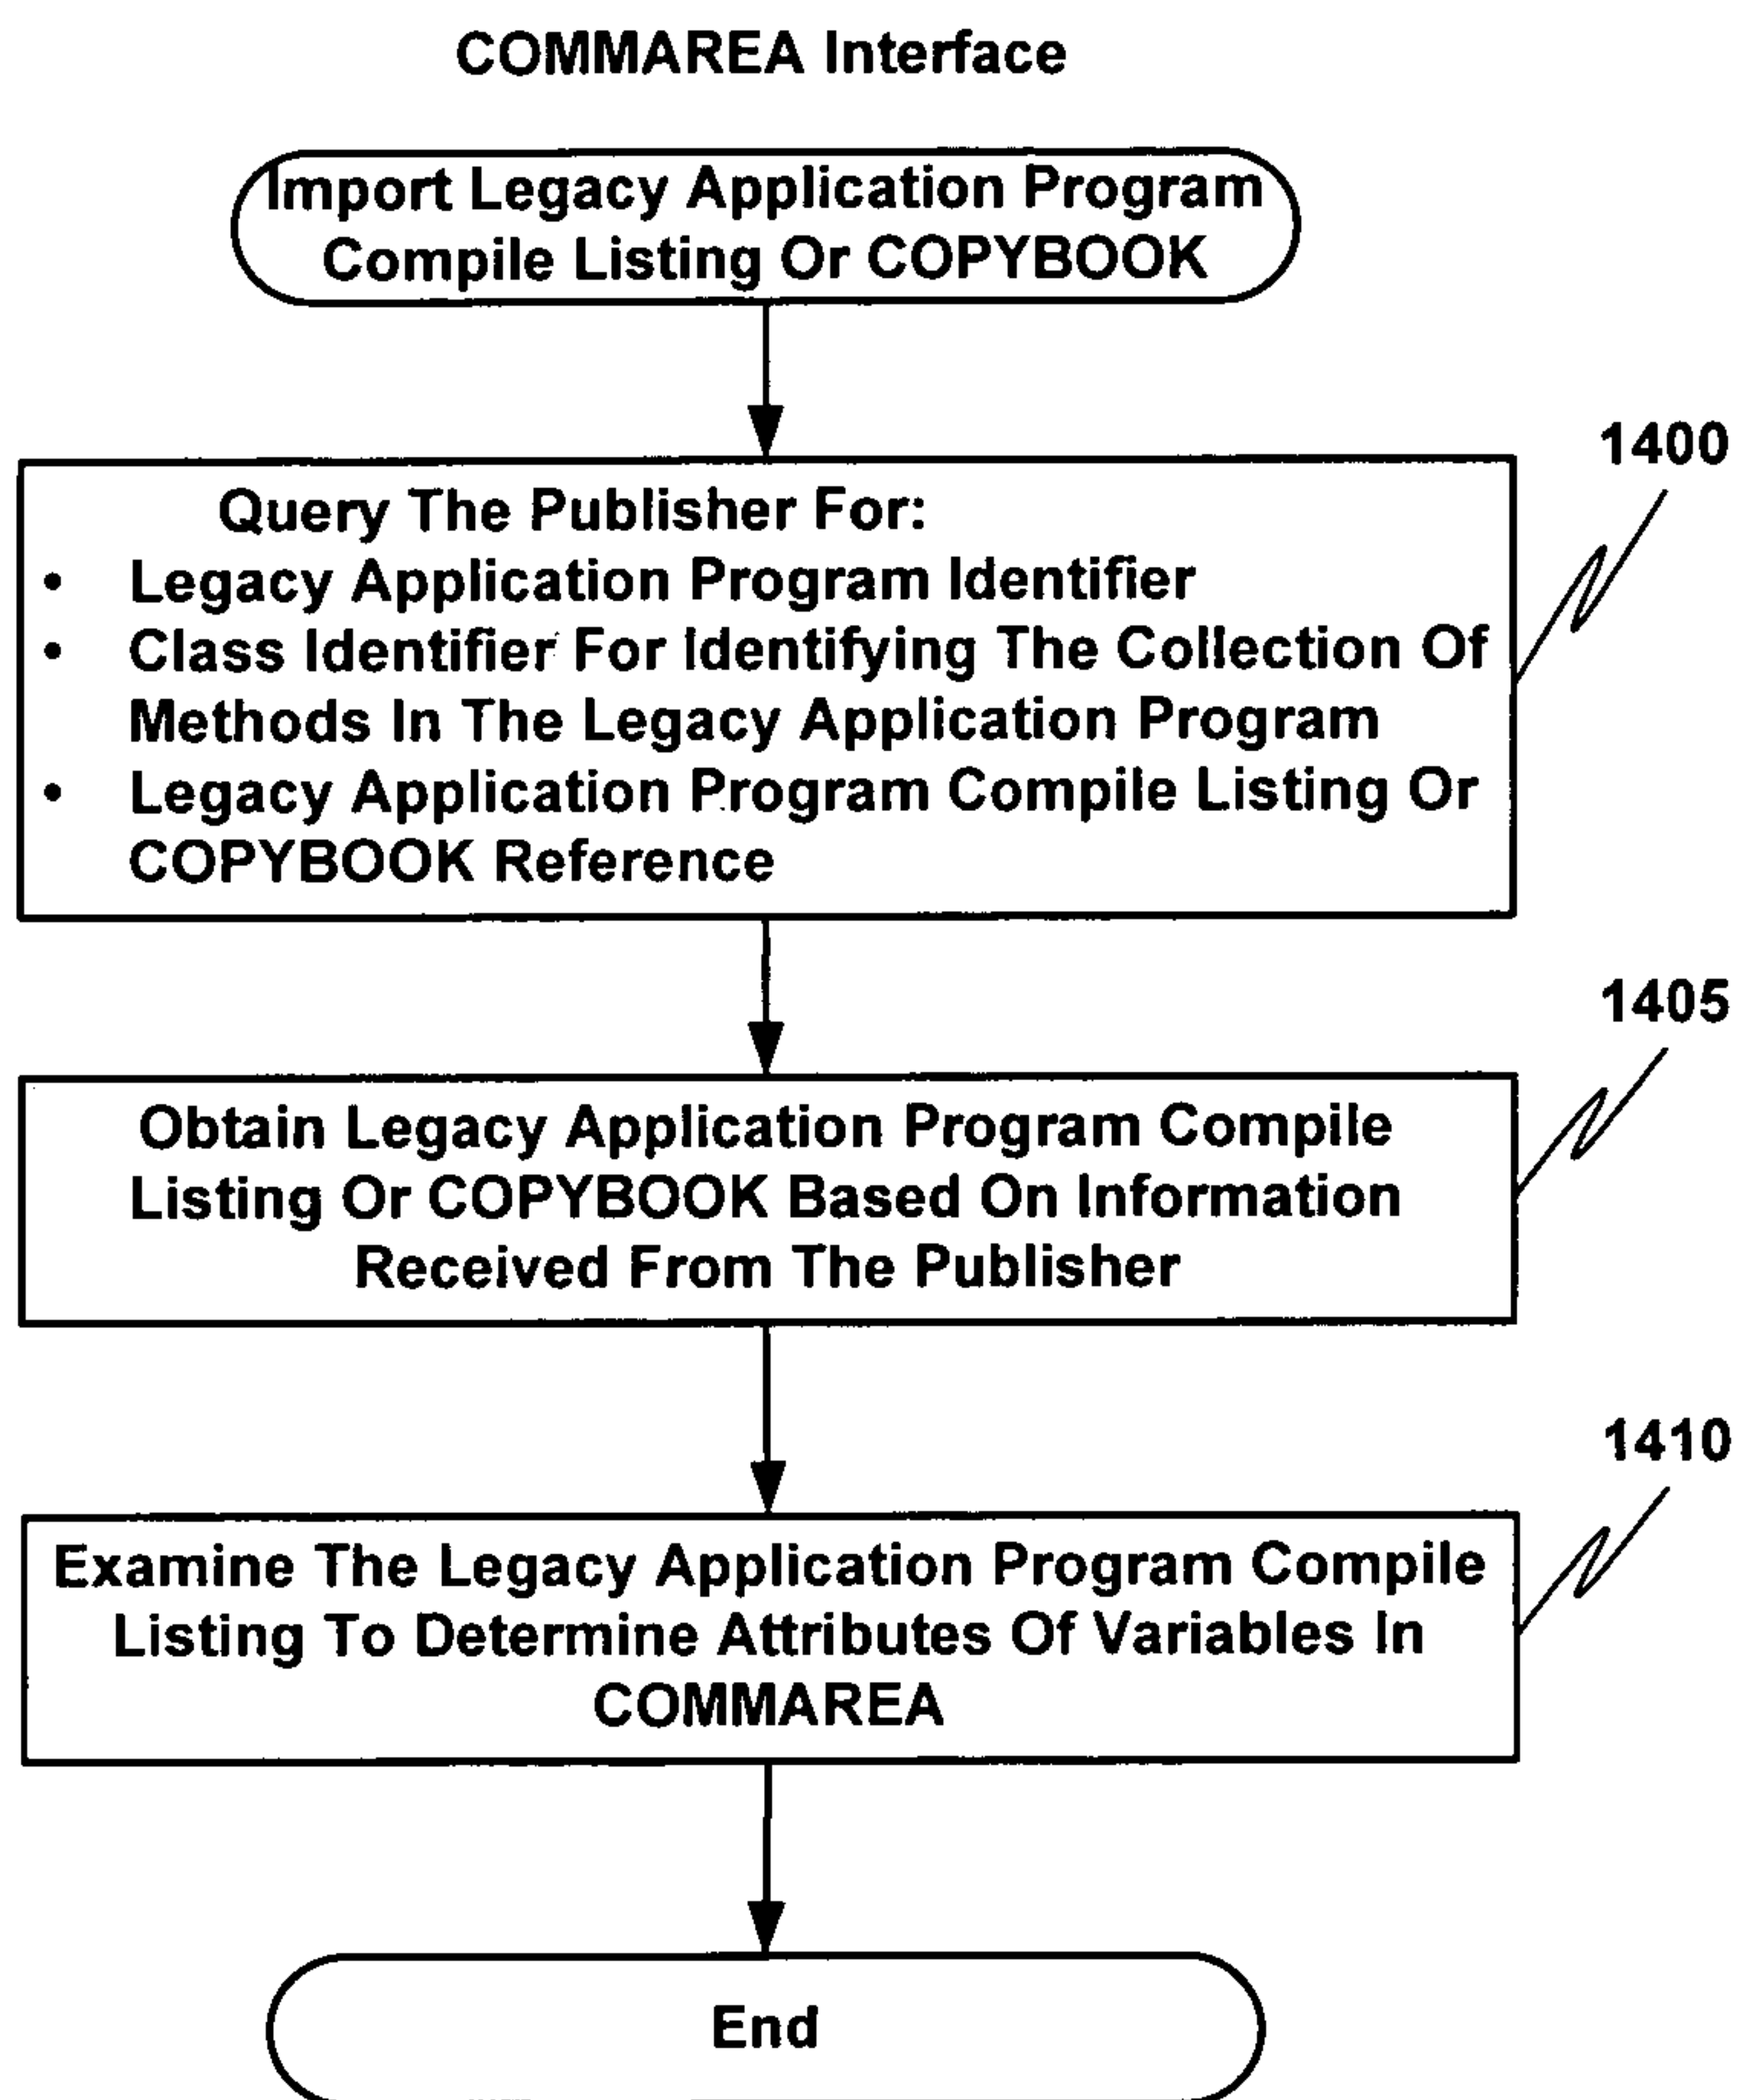 COMMAREA Interface
Import Legacy Application Program
Compile Listing Or COPYBOOK
1400
Query The Publisher For:
• Legacy Application Program Identifier
• Class Identifier For Identifying The Collection Of
Methods In The Legacy Application Program
• Legacy Application Program Compile Listing Or
COPYBOOK Reference
1405
Obtain Legacy Application Program Compile
Listing Or COPYBOOK Based On Information
Received From The Publisher
1410
Examine The Legacy Application Program Compile
Listing To Determine Attributes Of Variables In
COMMAREA
End